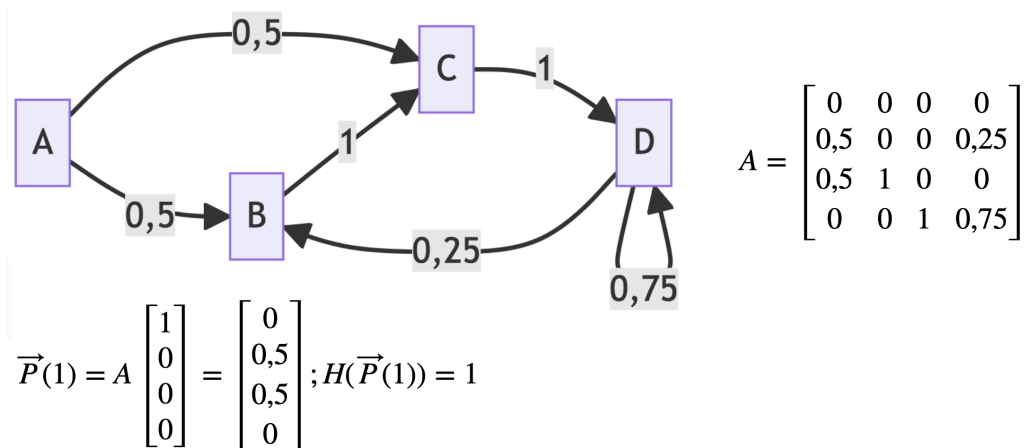 0,5
C
1
A
D
1
0,5
B
0,25
0,75
A = [0 0 0 0
0,5 0 0 0,25
0,5 1 0 0
0 0 1 0,75]
P⃗(1) = A [1 0 0 0] = [0 0,5 0,5 0] ; H(P⃗(1)) = 1